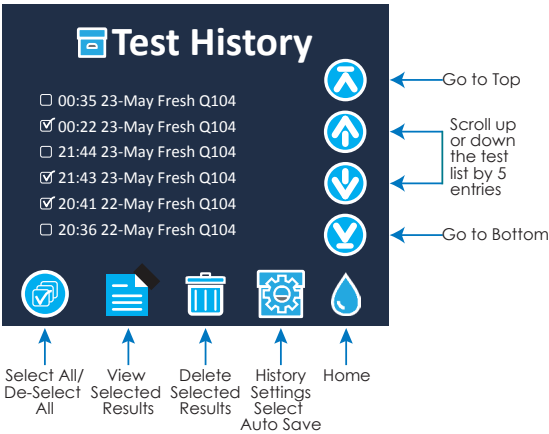 Test History
00:35 23-May Fresh Q104
00:22 23-May Fresh Q104
21:44 23-May Fresh Q104
21:43 23-May Fresh Q104
20:41 22-May Fresh Q104
20:36 22-May Fresh Q104
Go to Top
Scroll up
or down
the test
list by 5
entries
Go to Bottom
Select All/
De-Select
All
View
Selected
Results
Delete
Selected
Results
History
Settings
Select
Auto Save
Home